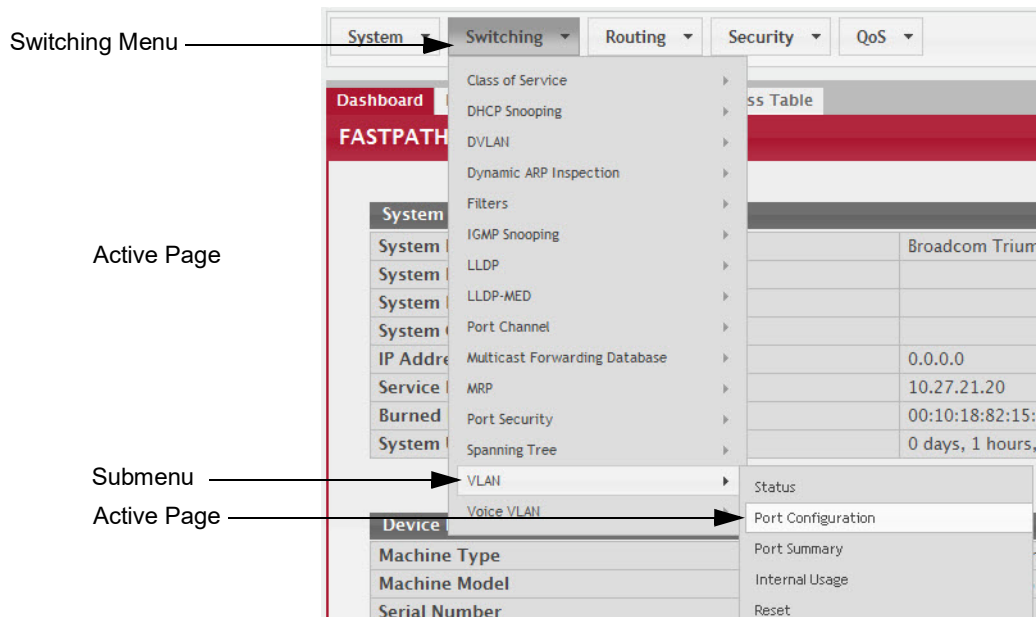 Switching Menu
System Switching Routing Security QoS
Class of Service
Dashboard ss Table
DHCP Snooping
FASTPATH
DVLAN
Dynamic ARP Inspection
Filters
System
IGMP Snooping
Active Page
System Broadcom Trium
LLDP
System
LLDP-MED
System
Port Channel
System
Multicast Forwarding Database
IP Addre 0.0.0.0
MRP
Service 10.27.21.20
Port Security
Burned 00:10:18:82:15:
Spanning Tree
System 0 days, 1 hours,
Submenu
VLAN
Status
Voice VLAN
Active Page
Port Configuration
Device
Machine Type
Port Summary
Machine Model
Internal Usage
Serial Number
Reset